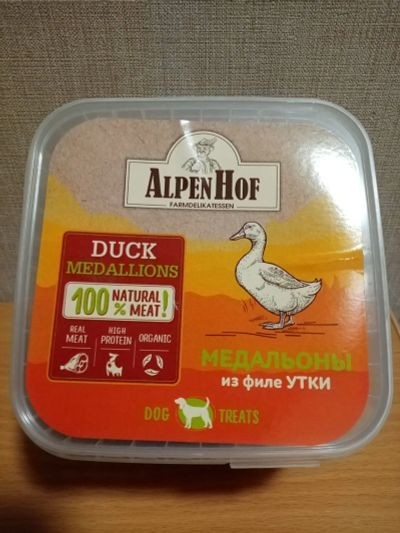 ALPENHOF
FARMDELIKATESSEN
DUCK
MEDALLIONS
100% NATURAL MEAT!
REAL MEAT
HIGH PROTEIN
ORGANIC
МЕДАЛЬОНЫ
из филе УТКИ
DOG TREATS